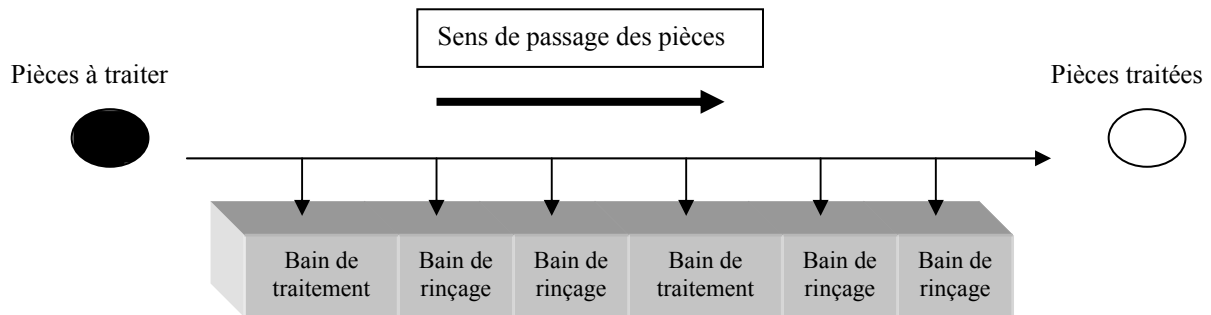 Sens de passage des pièces
Pièces à traiter
Pièces traitées
Bain de
traitement
Bain de
rinçage
Bain de
rinçage
Bain de
traitement
Bain de
rinçage
Bain de
rinçage